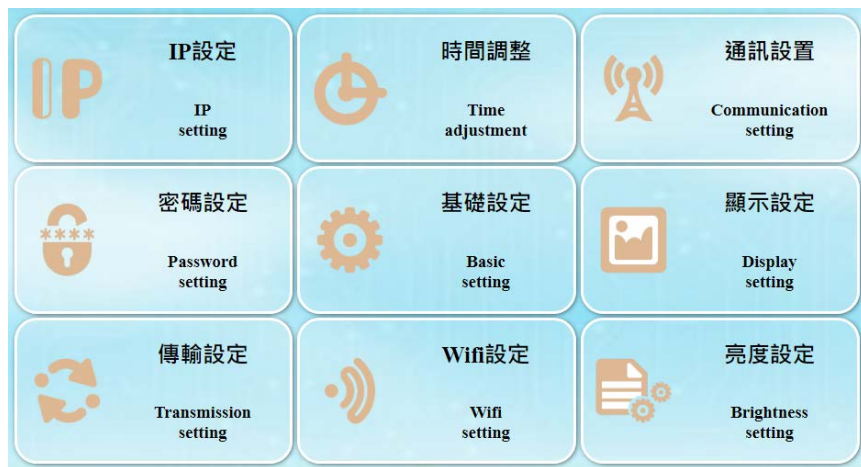 IP設定
IP
setting
時間調整
Time
adjustment
通訊設置
Communication
setting
密碼設定
Password
setting
基礎設定
Basic
setting
顯示設定
Display
setting
傳輸設定
Transmission
setting
Wifi設定
Wifi
setting
亮度設定
Brightness
setting